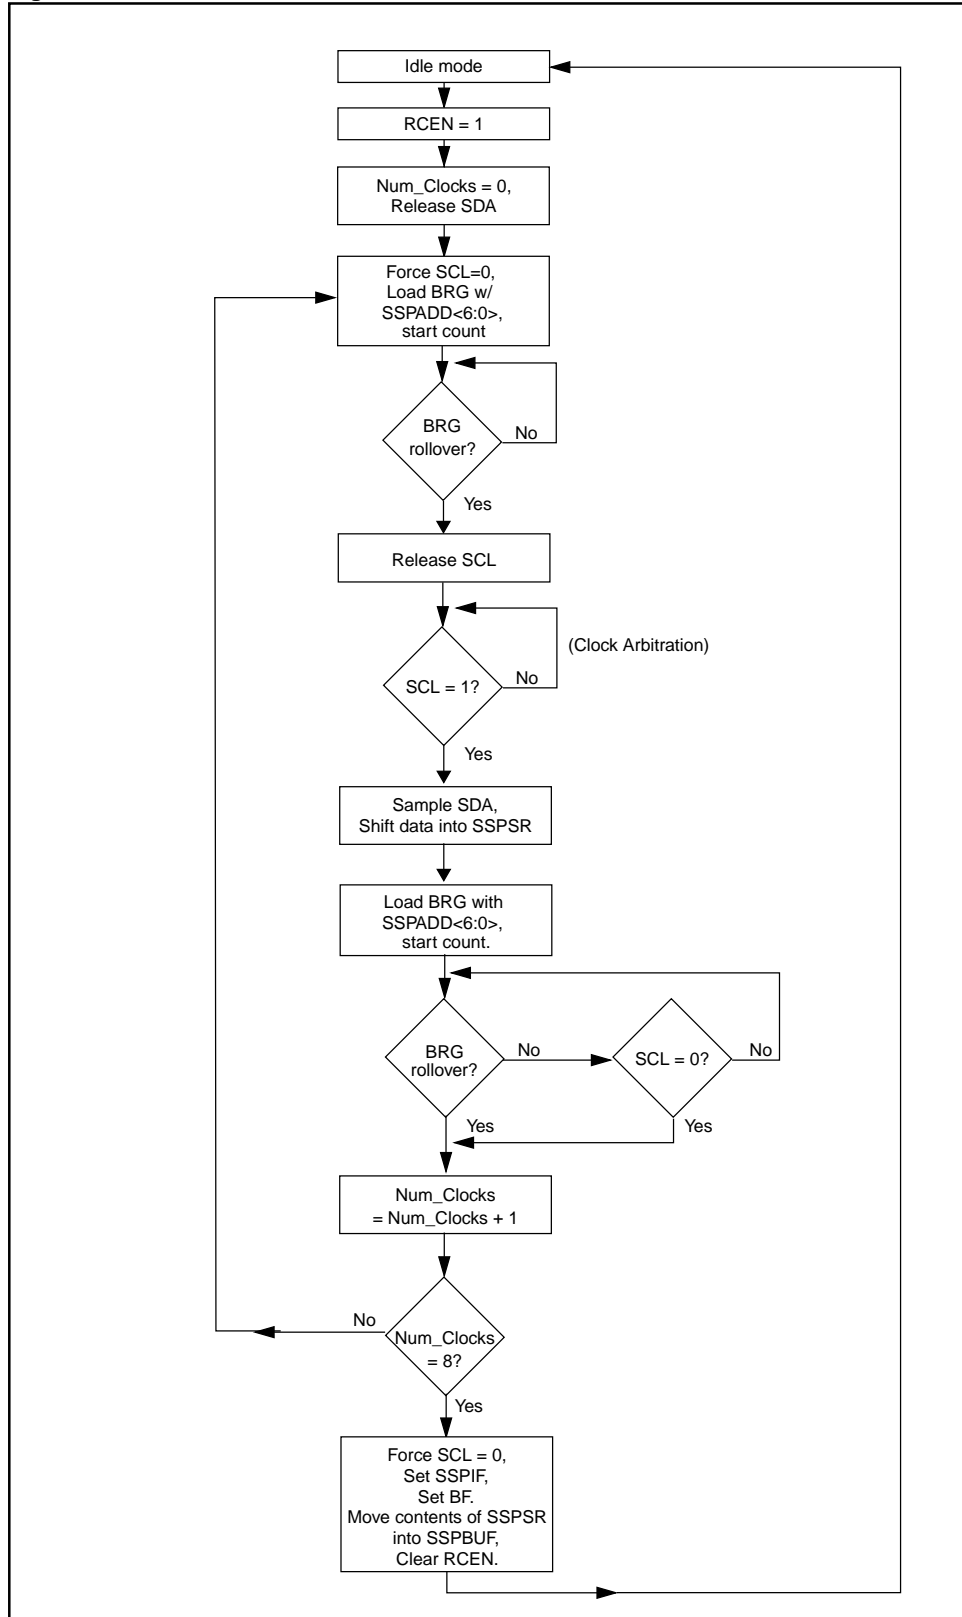 Idle mode
RCEN = 1
Num_Clocks = 0,
Release SDA
Force SCL=0,
Load BRG w/
SSPADD<6:0>,
start count
BRG
rollover?
No
Yes
Release SCL
(Clock Arbitration)
SCL = 1?
No
Yes
Sample SDA,
Shift data into SSPSR
Load BRG with
SSPADD<6:0>,
start count.
BRG
rollover?
No
SCL = 0?
No
Yes
Yes
Num_Clocks
= Num_Clocks + 1
No
Num_Clocks
= 8?
Yes
Force SCL = 0,
Set SSPIF,
Set BF.
Move contents of SSPSR
into SSPBUF,
Clear RCEN.